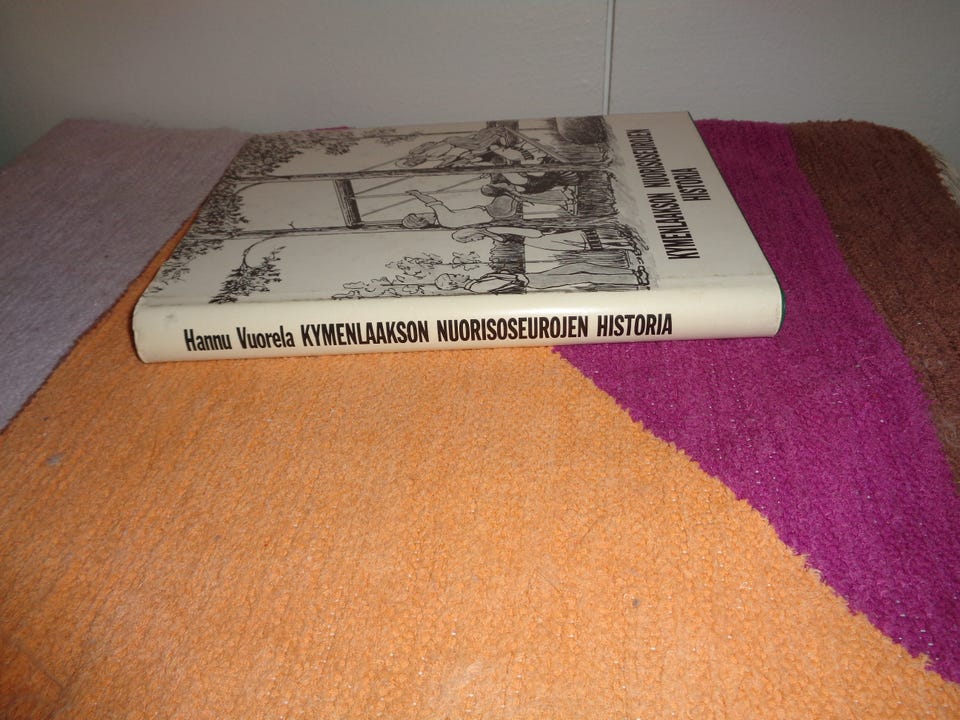 KYMENLAAKSON NUORISOSEUROJEN
HISTORIA
Hannu Vuorela KYMENLAAKSON NUORISOSEUROJEN HISTORIA